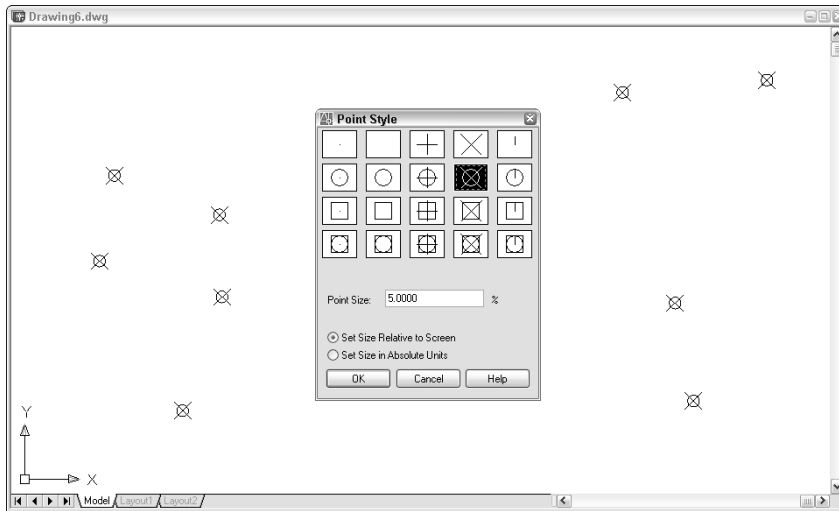 Drawing6.dwg
Point Style
Point Size: 5.0000 %
Set Size Relative to Screen
Set Size in Absolute Units
OK Cancel Help
Y
X
Model Layout1 Layout2